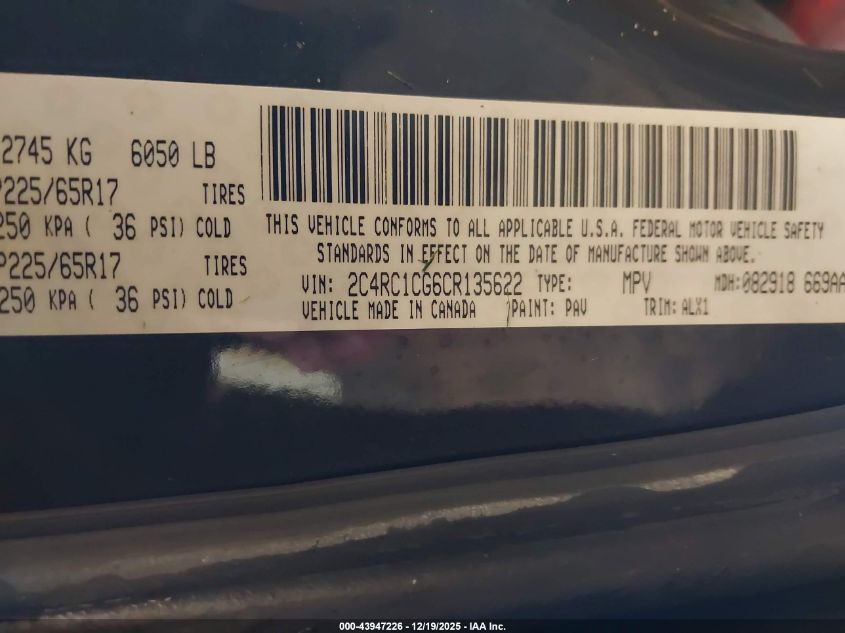 2745 KG 6050 LB
P225/65R17 TIRES
250 KPA ( 36 PSI) COLD
P225/65R17 TIRES
250 KPA ( 36 PSI) COLD
THIS VEHICLE CONFORMS TO ALL APPLICABLE U.S.A. FEDERAL MOTOR VEHICLE SAFETY
STANDARDS IN EFFECT ON THE DATE OF MANUFACTURE SHOWN ABOVE.
VIN: 2C4RC1CG6CR135622 TYPE: MPV MDH:082918 669AA
VEHICLE MADE IN CANADA PAINT: PAV TRIM: ALX1
000-43947226 - 12/19/2025 - IAA Inc.